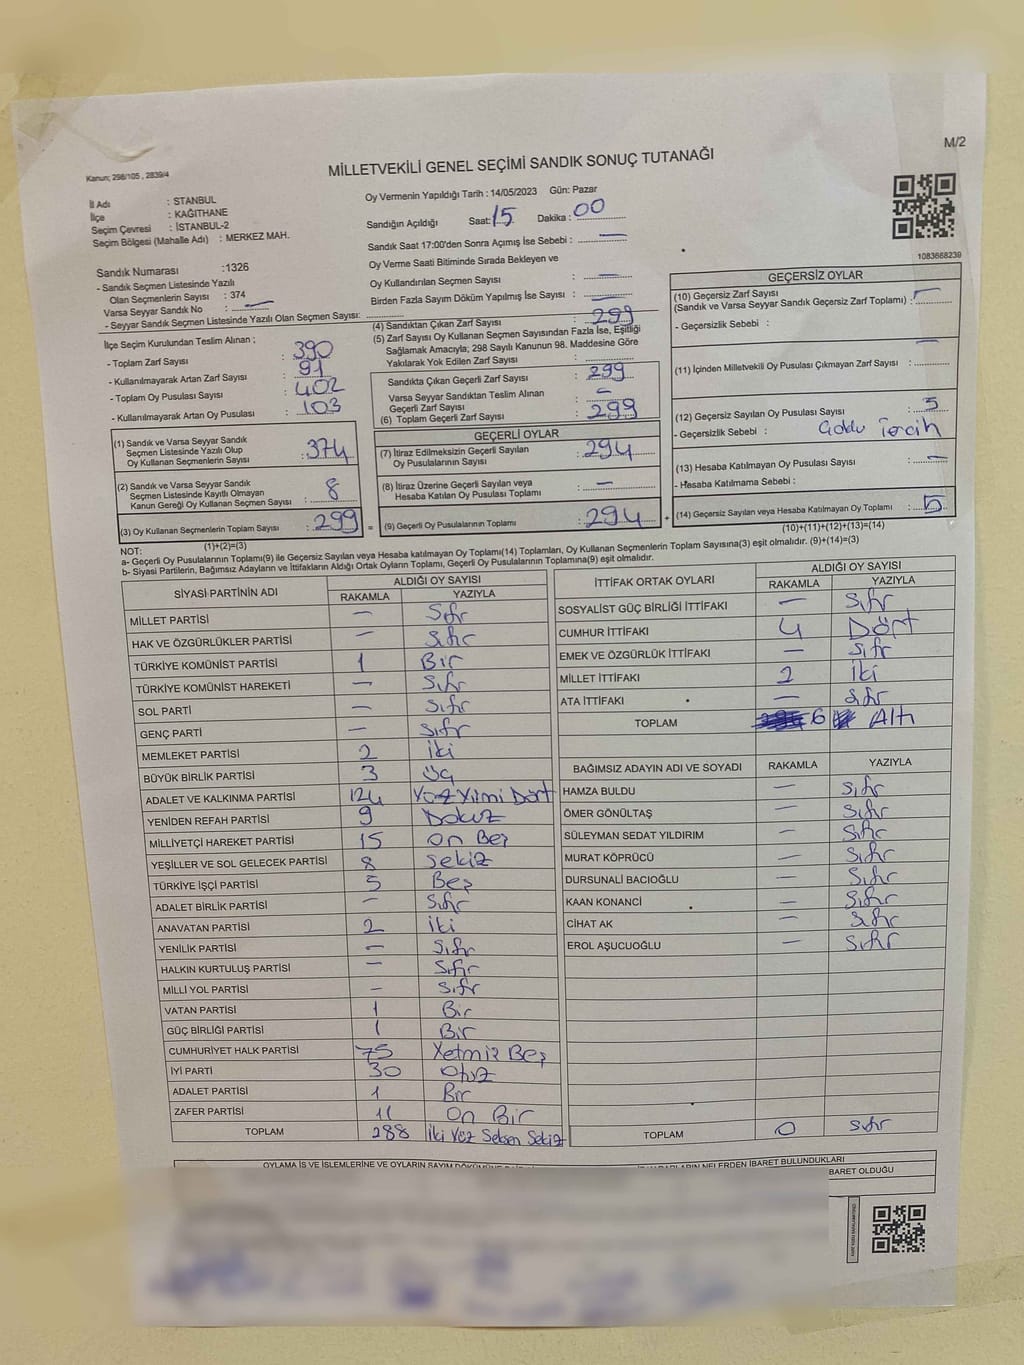 M/2
Kanun; 298/105 , 2839/4
MİLLETVEKİLİ GENEL SEÇİMİ SANDIK SONUÇ TUTANAĞI
İl Adı : STANBUL
İlçe : KAĞITHANE
Seçim Çevresi : İSTANBUL-2
Seçim Bölgesi (Mahalle Adı) : MERKEZ MAH.
Oy Vermenin Yapıldığı Tarih : 14/05/2023 Gün: Pazar
Sandığın Açıldığı Saat: 15 Dakika : 00
Sandık Saat 17:00'den Sonra Açımış İse Sebebi : —
Oy Verme Saati Bitiminde Sırada Bekleyen ve
Oy Kullandırılan Seçmen Sayısı : —
Birden Fazla Sayım Döküm Yapılmış İse Sayısı : —
Sandık Numarası :1326
- Sandık Seçmen Listesinde Yazılı
Olan Seçmenlerin Sayısı : 374
Varsa Seyyar Sandık No : —
- Seyyar Sandık Seçmen Listesinde Yazılı Olan Seçmen Sayısı:
İlçe Seçim Kurulundan Teslim Alınan ;
- Toplam Zarf Sayısı : 390
- Kullanılmayarak Artan Zarf Sayısı : 91
- Toplam Oy Pusulası Sayısı : 402
- Kullanılmayarak Artan Oy Pusulası : 103
(1) Sandık ve Varsa Seyyar Sandık
Seçmen Listesinde Yazılı Olup
Oy Kullanan Seçmenlerin Sayısı : 374
(2) Sandık ve Varsa Seyyar Sandık
Seçmen Listesinde Kayıtlı Olmayan
Kanun Gereği Oy Kullanan Seçmen Sayısı : 8
(3) Oy Kullanan Seçmenlerin Toplam Sayısı : 299
(1)+(2)=(3)
(4) Sandıktan Çıkan Zarf Sayısı : 299
(5) Zarf Sayısı Oy Kullanan Seçmen Sayısından Fazla İse, Eşitliği
Sağlamak Amacıyla; 298 Sayılı Kanunun 98. Maddesine Göre
Yakılarak Yok Edilen Zarf Sayısı :
Sandıkta Çıkan Geçerli Zarf Sayısı : 299
Varsa Seyyar Sandıktan Teslim Alınan
Geçerli Zarf Sayısı : —
(6) Toplam Geçerli Zarf Sayısı : 299
GEÇERLİ OYLAR
(7) İtiraz Edilmeksizin Geçerli Sayılan
Oy Pusulalarının Sayısı : 294
(8) İtiraz Üzerine Geçerli Sayılan veya
Hesaba Katılan Oy Pusulası Toplamı : —
= (9) Geçerli Oy Pusulalarının Toplamı : 294 +
1083668239
GEÇERSİZ OYLAR
(10) Geçersiz Zarf Sayısı
(Sandık ve Varsa Seyyar Sandık Geçersiz Zarf Toplamı) : —
- Geçersizlik Sebebi :
(11) İçinden Milletvekili Oy Pusulası Çıkmayan Zarf Sayısı : —
(12) Geçersiz Sayılan Oy Pusulası Sayısı : 5
- Geçersizlik Sebebi : Çoklu tercih
(13) Hesaba Katılmayan Oy Pusulası Sayısı : —
- Hesaba Katılmama Sebebi :
(14) Geçersiz Sayılan veya Hesaba Katılmayan Oy Toplamı : 5
(10)+(11)+(12)+(13)=(14)
NOT:
a- Geçerli Oy Pusulalarının Toplamı(9) ile Geçersiz Sayılan veya Hesaba katılmayan Oy Toplamı(14) Toplamları, Oy Kullanan Seçmenlerin Toplam Sayısına(3) eşit olmalıdır. (9)+(14)=(3)
b- Siyasi Partilerin, Bağımsız Adayların ve İttifakların Aldığı Ortak Oyların Toplamı, Geçerli Oy Pusulalarının Toplamına(9) eşit olmalıdır.
SİYASİ PARTİNİN ADI ALDIĞI OY SAYISI
RAKAMLA YAZIYLA
MİLLET PARTİSİ — Sıfır
HAK VE ÖZGÜRLÜKLER PARTİSİ — Sıfır
TÜRKİYE KOMÜNİST PARTİSİ 1 Bir
TÜRKİYE KOMÜNİST HAREKETİ — Sıfır
SOL PARTİ — Sıfır
GENÇ PARTİ — Sıfır
MEMLEKET PARTİSİ 2 iki
BÜYÜK BİRLİK PARTİSİ 3 Üç
ADALET VE KALKINMA PARTİSİ 124 Yüz Yirmi Dört
YENİDEN REFAH PARTİSİ 9 Dokuz
MİLLİYETÇİ HAREKET PARTİSİ 15 On Beş
YEŞİLLER VE SOL GELECEK PARTİSİ 8 Sekiz
TÜRKİYE İŞÇİ PARTİSİ 5 Beş
ADALET BİRLİK PARTİSİ — Sıfır
ANAVATAN PARTİSİ 2 iki
YENİLİK PARTİSİ — Sıfır
HALKIN KURTULUŞ PARTİSİ — Sıfır
MİLLİ YOL PARTİSİ — Sıfır
VATAN PARTİSİ 1 Bir
GÜÇ BİRLİĞİ PARTİSİ 1 Bir
CUMHURİYET HALK PARTİSİ 75 Yetmiş Beş
İYİ PARTİ 30 Otuz
ADALET PARTİSİ 1 Bir
ZAFER PARTİSİ 11 On Bir
TOPLAM 288 İki Yüz Seksen Sekiz
İTTİFAK ORTAK OYLARI ALDIĞI OY SAYISI
RAKAMLA YAZIYLA
SOSYALİST GÜÇ BİRLİĞİ İTTİFAKI — Sıfır
CUMHUR İTTİFAKI 4 Dört
EMEK VE ÖZGÜRLÜK İTTİFAKI — Sıfır
MİLLET İTTİFAKI 2 İki
ATA İTTİFAKI — Sıfır
TOPLAM 6 Altı
BAĞIMSIZ ADAYIN ADI VE SOYADI RAKAMLA YAZIYLA
HAMZA BULDU — Sıfır
ÖMER GÖNÜLTAŞ — Sıfır
SÜLEYMAN SEDAT YILDIRIM — Sıfır
MURAT KÖPRÜCÜ — Sıfır
DURSUNALİ BACIOĞLU — Sıfır
KAAN KONANCİ — Sıfır
CİHAT AK — Sıfır
EROL AŞUCUOĞLU — Sıfır
TOPLAM 0 Sıfır
OYLAMA İŞ VE İŞLEMLERİNE VE OYLARIN SAYIM
NELERDEN İBARET BULUNDUKLARI
BARET OLDUĞU